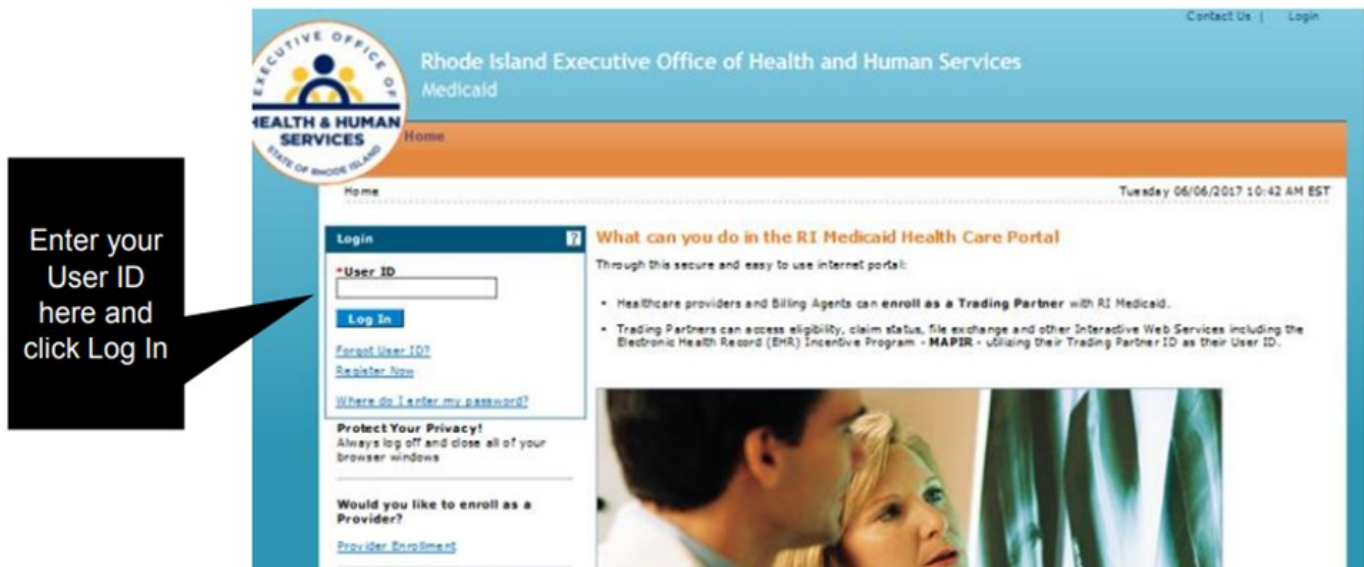 Contact Us | Login
EXECUTIVE OFFICE OF
HEALTH & HUMAN
SERVICES
STATE OF RHODE ISLAND
Rhode Island Executive Office of Health and Human Services
Medicaid
Home
Home
Tuesday 06/06/2017 10:42 AM EST
Enter your
User ID
here and
click Log In
Login ?
*User ID
Log In
Forgot User ID?
Register Now
Where do I enter my password?
Protect Your Privacy!
Always log off and close all of your
browser windows
Would you like to enroll as a
Provider?
Provider Enrollment
What can you do in the RI Medicaid Health Care Portal
Through this secure and easy to use internet portal:
• Healthcare providers and Billing Agents can enroll as a Trading Partner with RI Medicaid.
• Trading Partners can access eligibility, claim status, file exchange and other Interactive Web Services including the
Electronic Health Record (EHR) Incentive Program - MAPIR - utilizing their Trading Partner ID as their User ID.